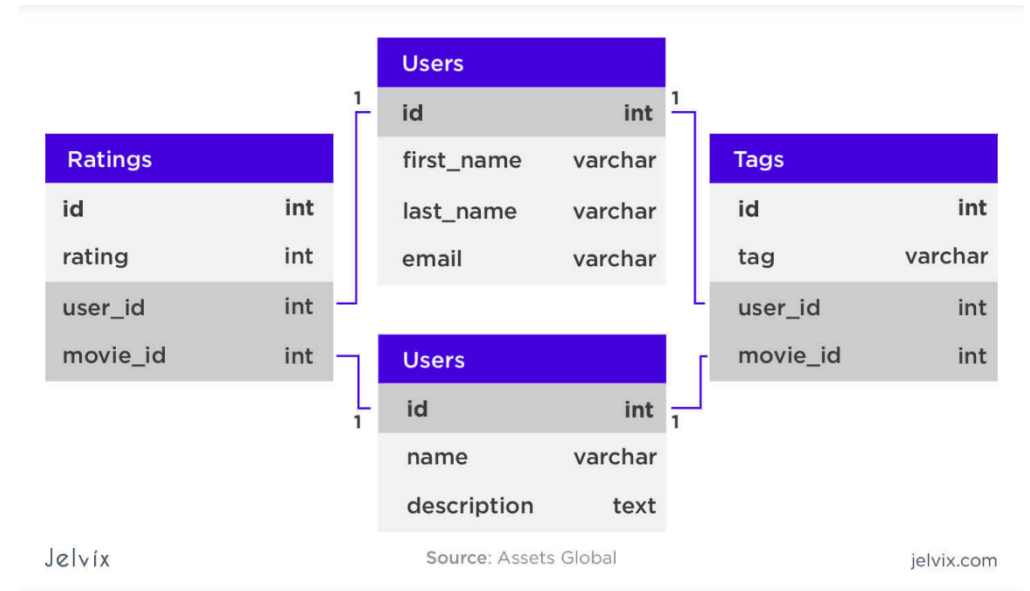 Users
1
id int
1
first_name varchar
last_name varchar
email varchar
Ratings
id int
rating int
user_id int
movie_id int
Tags
id int
tag varchar
user_id int
movie_id int
Users
1
id int
1
name varchar
description text
Jelvix
Source: Assets Global
jelvix.com